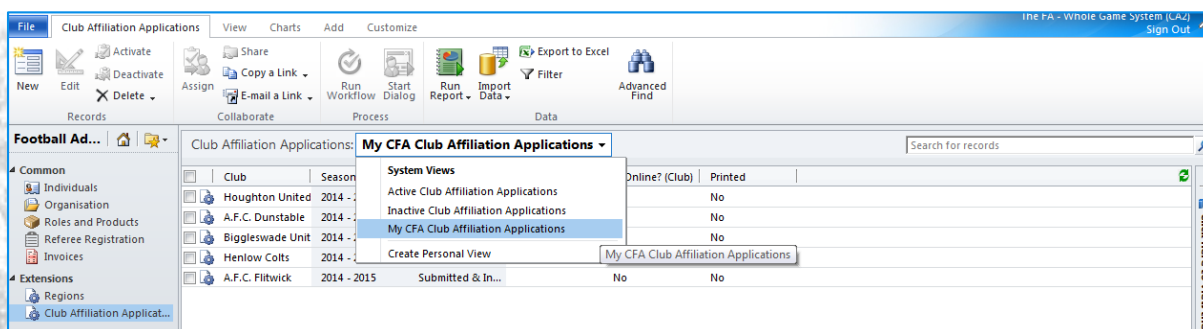 The FA - Whole Game System (CA2)
Sign Out
File Club Affiliation Applications View Charts Add Customize
New
Edit
Activate
Deactivate
Delete
Records
Assign
Share
Copy a Link
E-mail a Link
Collaborate
Run Workflow
Start Dialog
Process
Run Report
Import Data
Export to Excel
Filter
Advanced Find
Data
Football Ad...
Common
Individuals
Organisation
Roles and Products
Referee Registration
Invoices
Extensions
Regions
Club Affiliation Applicat...
Club Affiliation Applications: My CFA Club Affiliation Applications
Search for records
System Views
Active Club Affiliation Applications
Inactive Club Affiliation Applications
My CFA Club Affiliation Applications
Create Personal View
My CFA Club Affiliation Applications
Club Season Online? (Club) Printed
Houghton United 2014 - No
A.F.C. Dunstable 2014 - No
Biggleswade Unit 2014 - No
Henlow Colts 2014 -
A.F.C. Flitwick 2014 - 2015 Submitted & In... No No